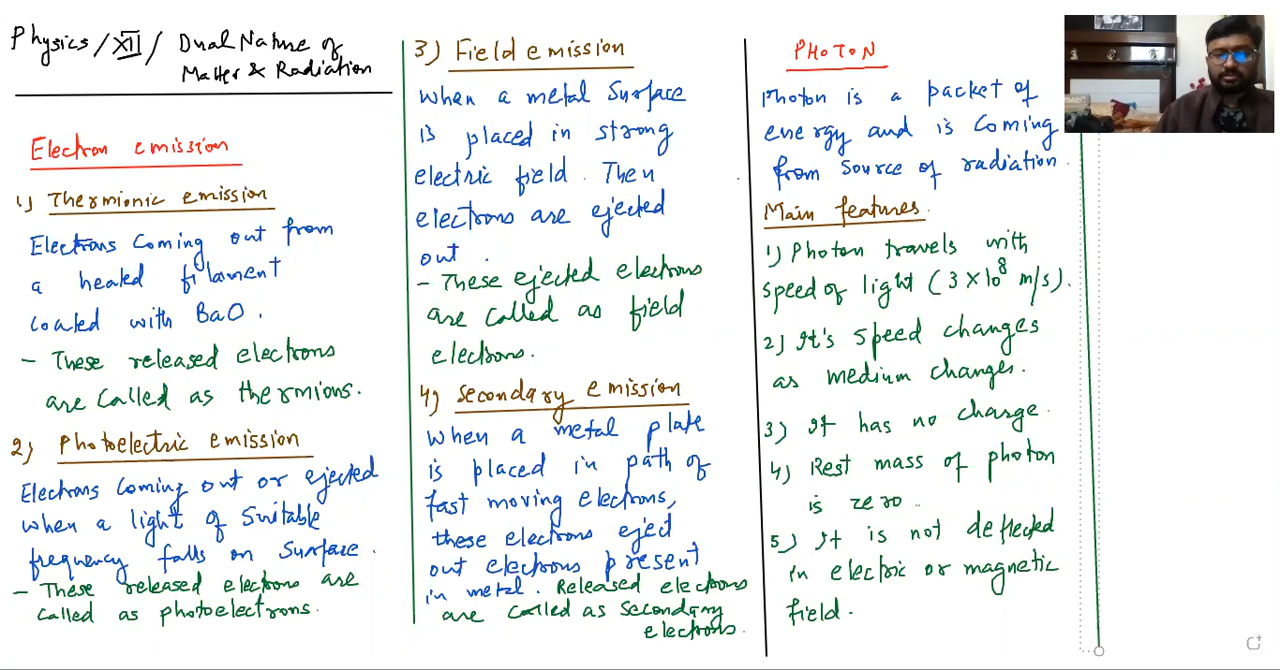 Physics / XII / Dual Nature of
Matter & Radiation
Electron emission
1) Thermionic emission
Electrons coming out from
a heated filament
coated with BaO.
- These released electrons
are called as thermions.
2) Photoelectric emission
Electrons coming out or ejected
when a light of suitable
frequency falls on surface.
- These released electrons are
called as photoelectrons.
3) Field emission
When a metal surface
is placed in strong
electric field. Then
electrons are ejected
out.
- These ejected electrons
are called as field
electrons.
4) Secondary emission
When a metal plate
is placed in path of
fast moving electrons,
these electrons eject
out electrons present
in metal. Released electrons
are called as secondary
electrons.
PHOTON
Photon is a packet of
energy and is coming
from source of radiation.
Main features.
1) Photon travels with
speed of light (3 X 10⁸ m/s).
2) It's speed changes
as medium changes.
3) It has no charge.
4) Rest mass of photon
is zero.
5) It is not deflected
in electric or magnetic
field.